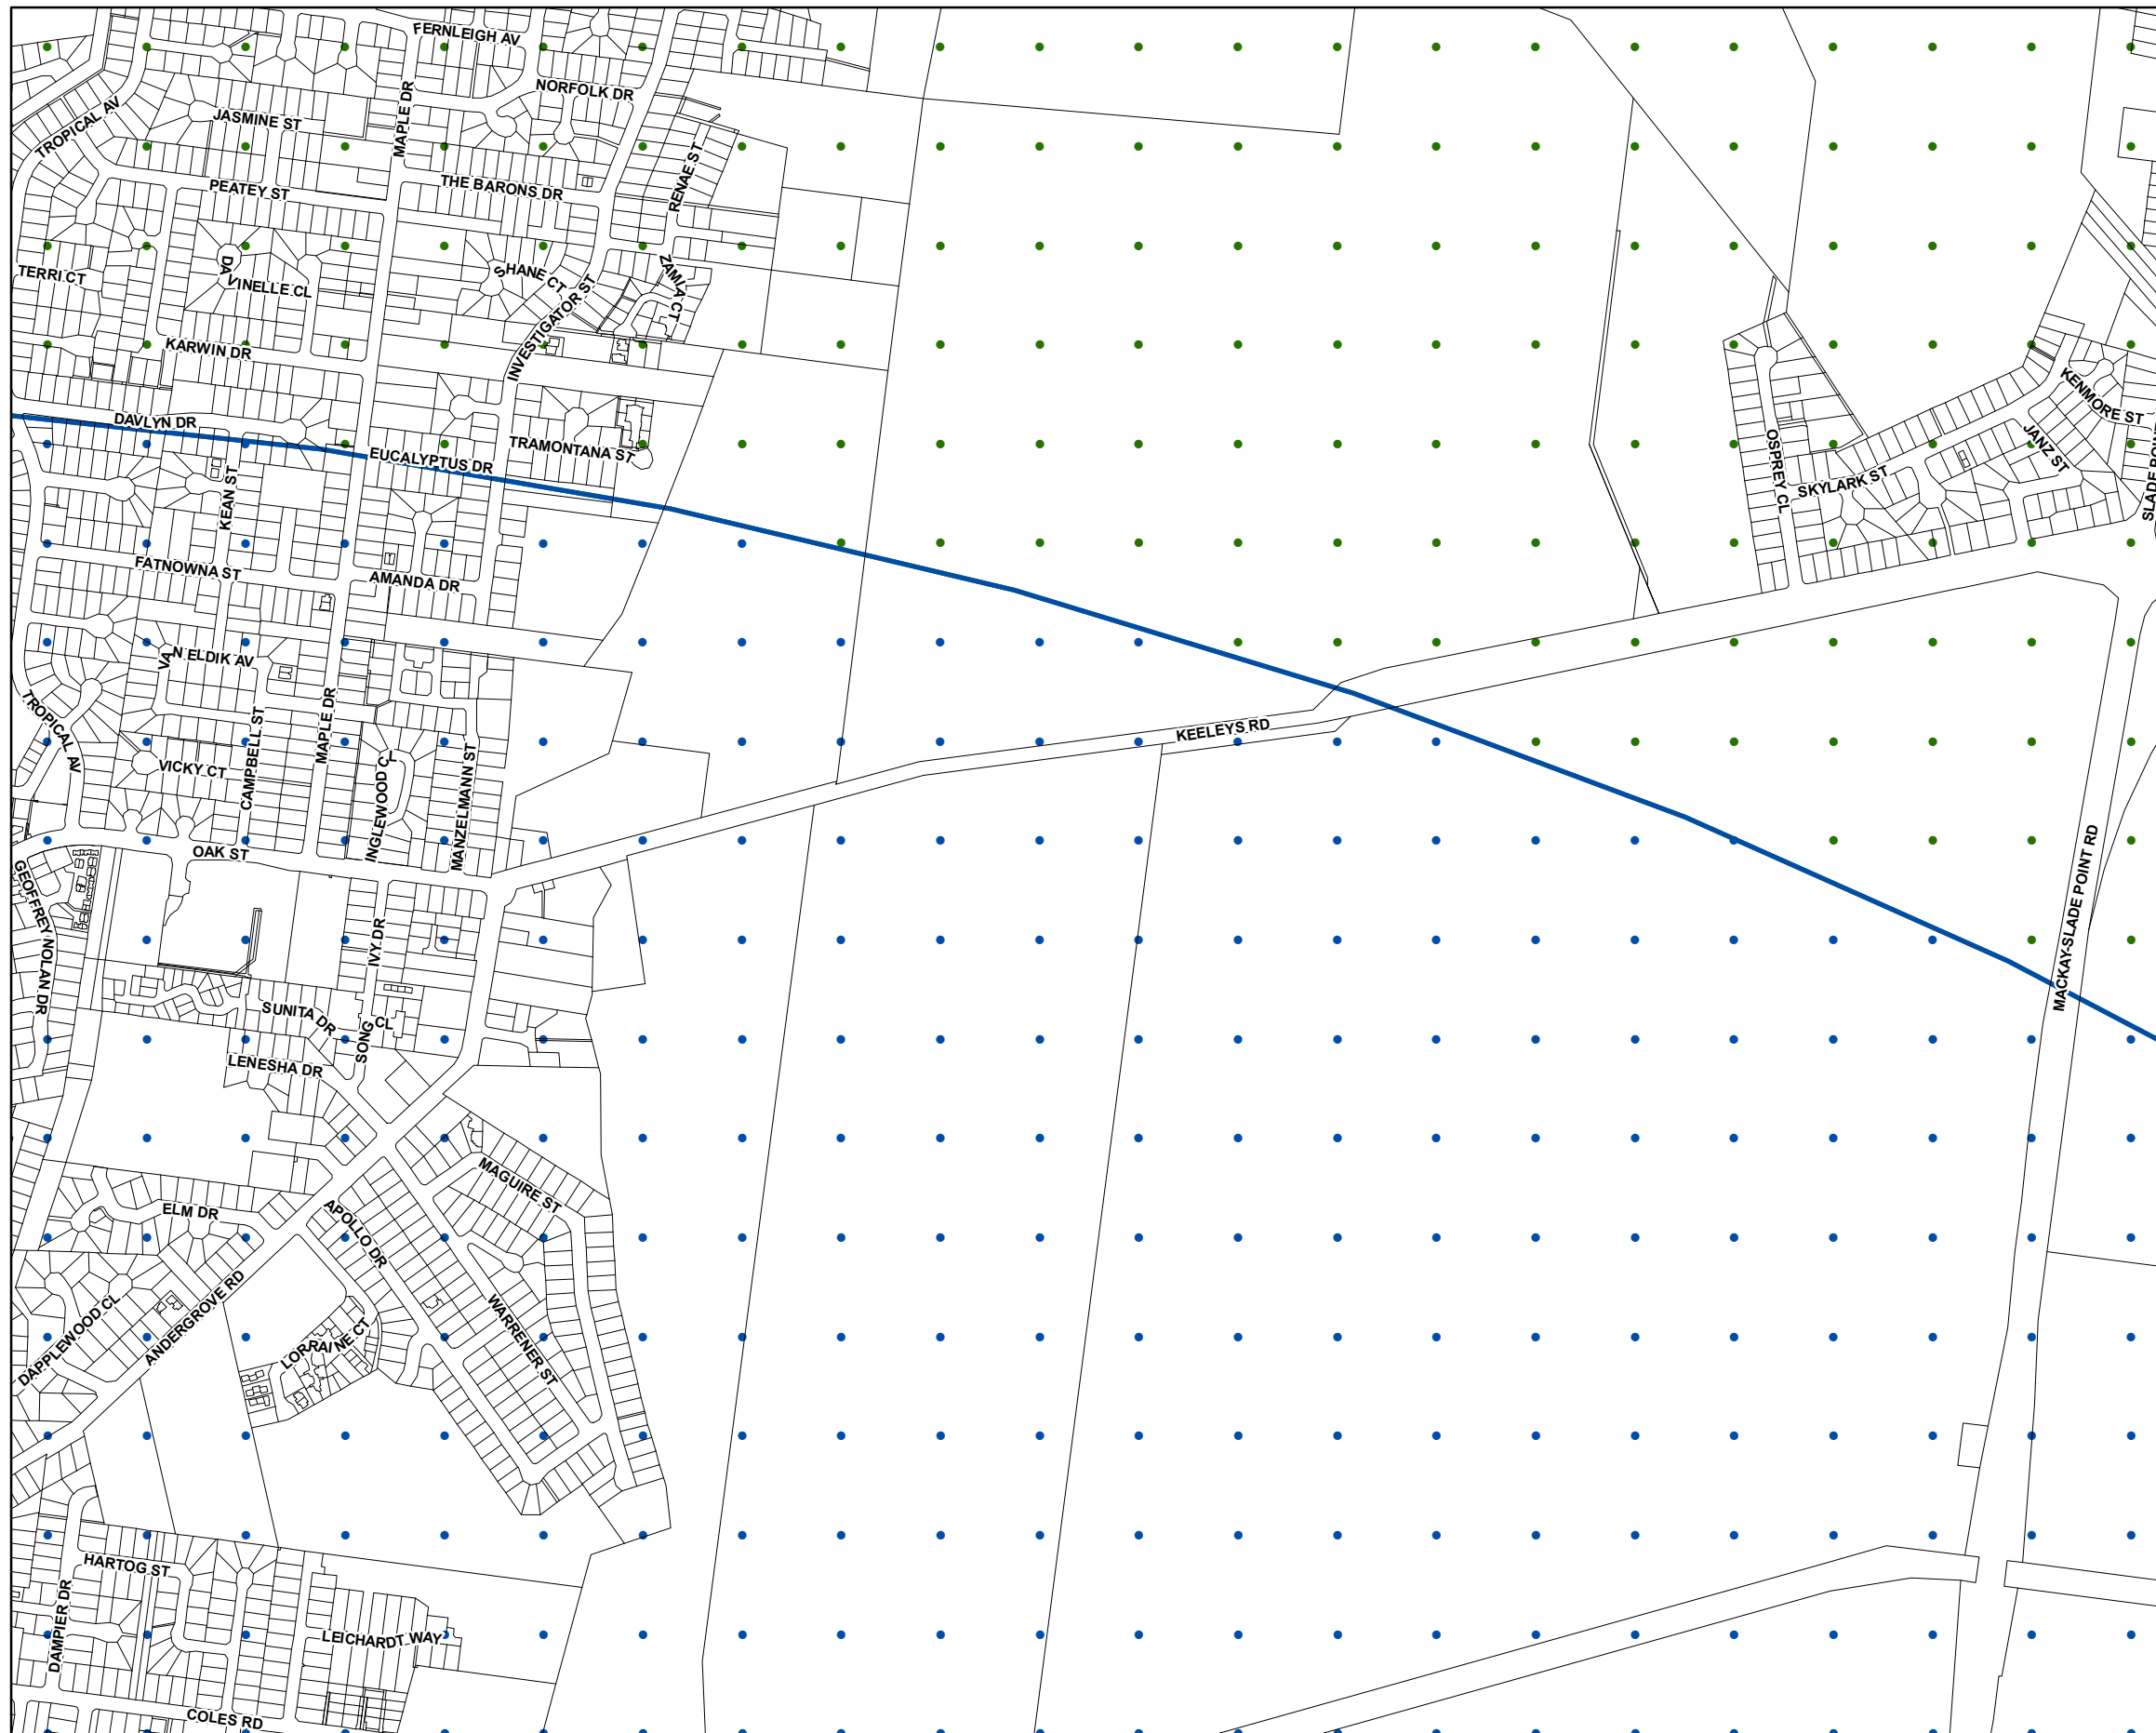 FERNLEIGH AV
NORFOLK DR
TROPICAL AV
JASMINE ST
MAPLE DR
PEATEY ST
THE BARONS DR
RENAE ST
TERRI CT
DA VINELLE CL
SHANE CT
ZAMIA CT
INVESTIGATOR ST
KARWIN DR
DAVLYN DR
EUCALYPTUS DR
TRAMONTANA ST
KENMORE ST
JANZ ST
OSPREY CL
SKYLARK ST
KEAN ST
FATNOWNA ST
AMANDA DR
VAN ELDIK AV
TROPICAL AV
CAMPBELL ST
MAPLE DR
VICKY CT
INGLEWOOD CL
MANZELMANN ST
KEELEYS RD
OAK ST
GEOFFREY NOLAN DR
IVY DR
MACKAY-SLADE POINT RD
SUNITA DR
SONG CL
LENESHA DR
MAGUIRE ST
ELM DR
APOLLO DR
DAPPLEWOOD CL
ANDERGROVE RD
LORRAINE CT
WARRENER ST
HARTOG ST
DAMPIER DR
LEICHARDT WAY
COLES RD